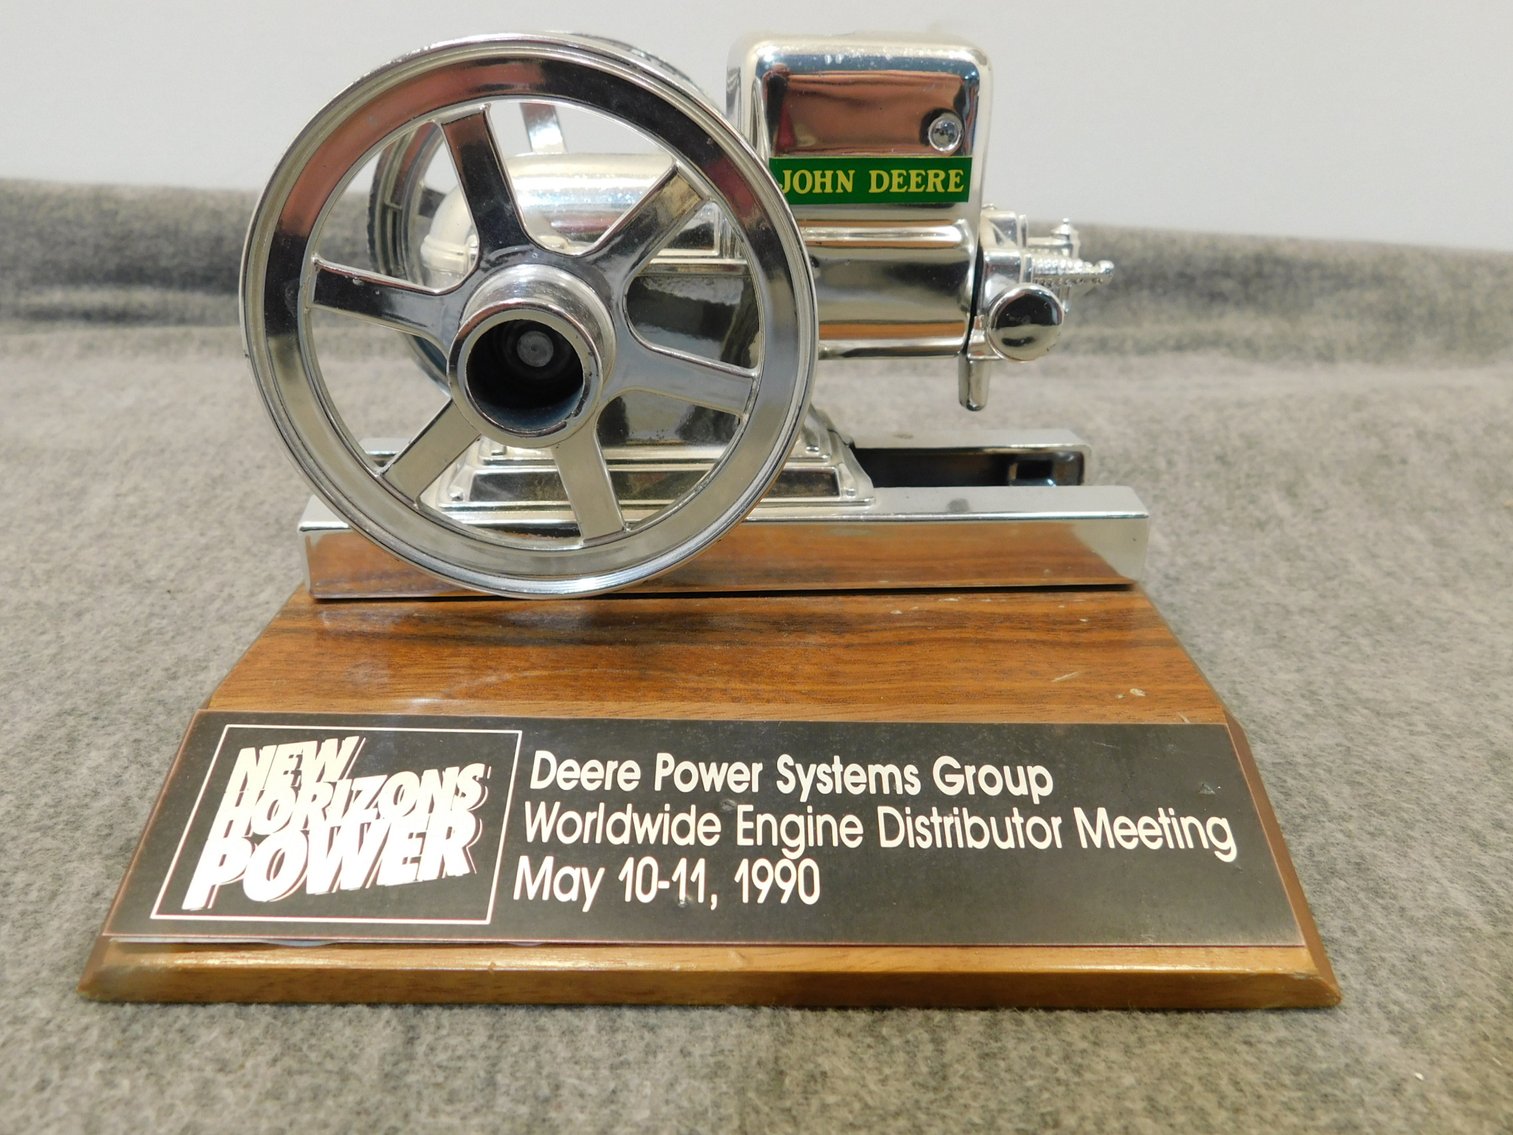 JOHN DEERE
NEW
HORIZONS
POWER
Deere Power Systems Group
Worldwide Engine Distributor Meeting
May 10-11, 1990